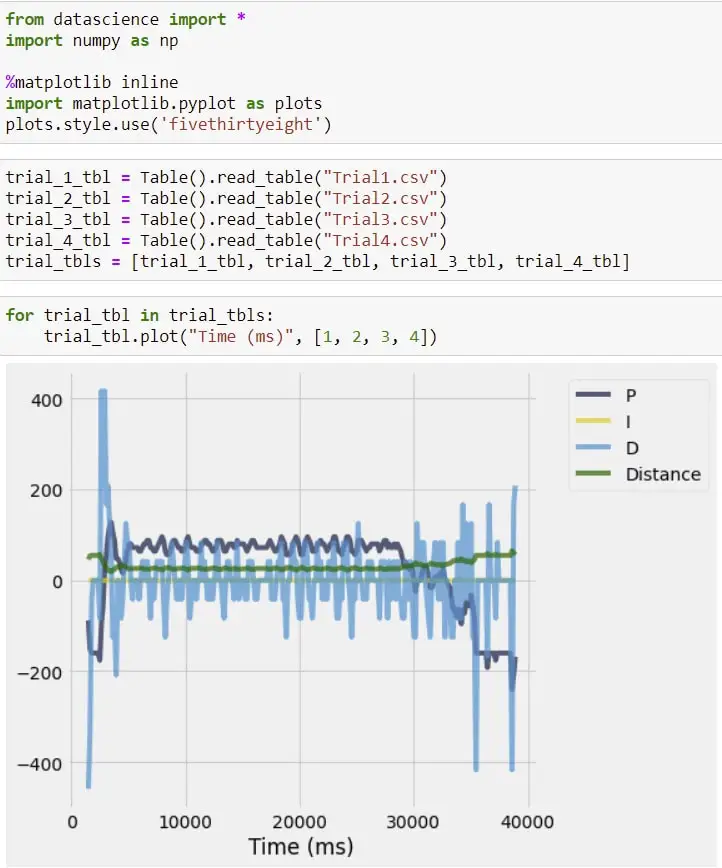 from datascience import *
import numpy as np
%matplotlib inline
import matplotlib.pyplot as plots
plots.style.use('fivethirtyeight')
trial_1_tbl = Table().read_table("Trial1.csv")
trial_2_tbl = Table().read_table("Trial2.csv")
trial_3_tbl = Table().read_table("Trial3.csv")
trial_4_tbl = Table().read_table("Trial4.csv")
trial_tbls = [trial_1_tbl, trial_2_tbl, trial_3_tbl, trial_4_tbl]
for trial_tbl in trial_tbls:
    trial_tbl.plot("Time (ms)", [1, 2, 3, 4])
400
200
0
−200
−400
0 10000 20000 30000 40000
Time (ms)
P
I
D
Distance